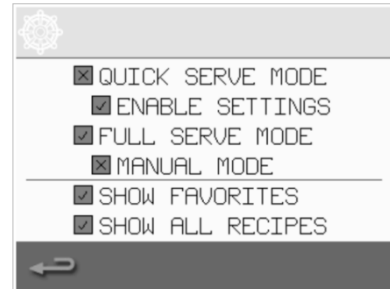 QUICK SERVE MODE
ENABLE SETTINGS
FULL SERVE MODE
MANUAL MODE
SHOW FAVORITES
SHOW ALL RECIPES